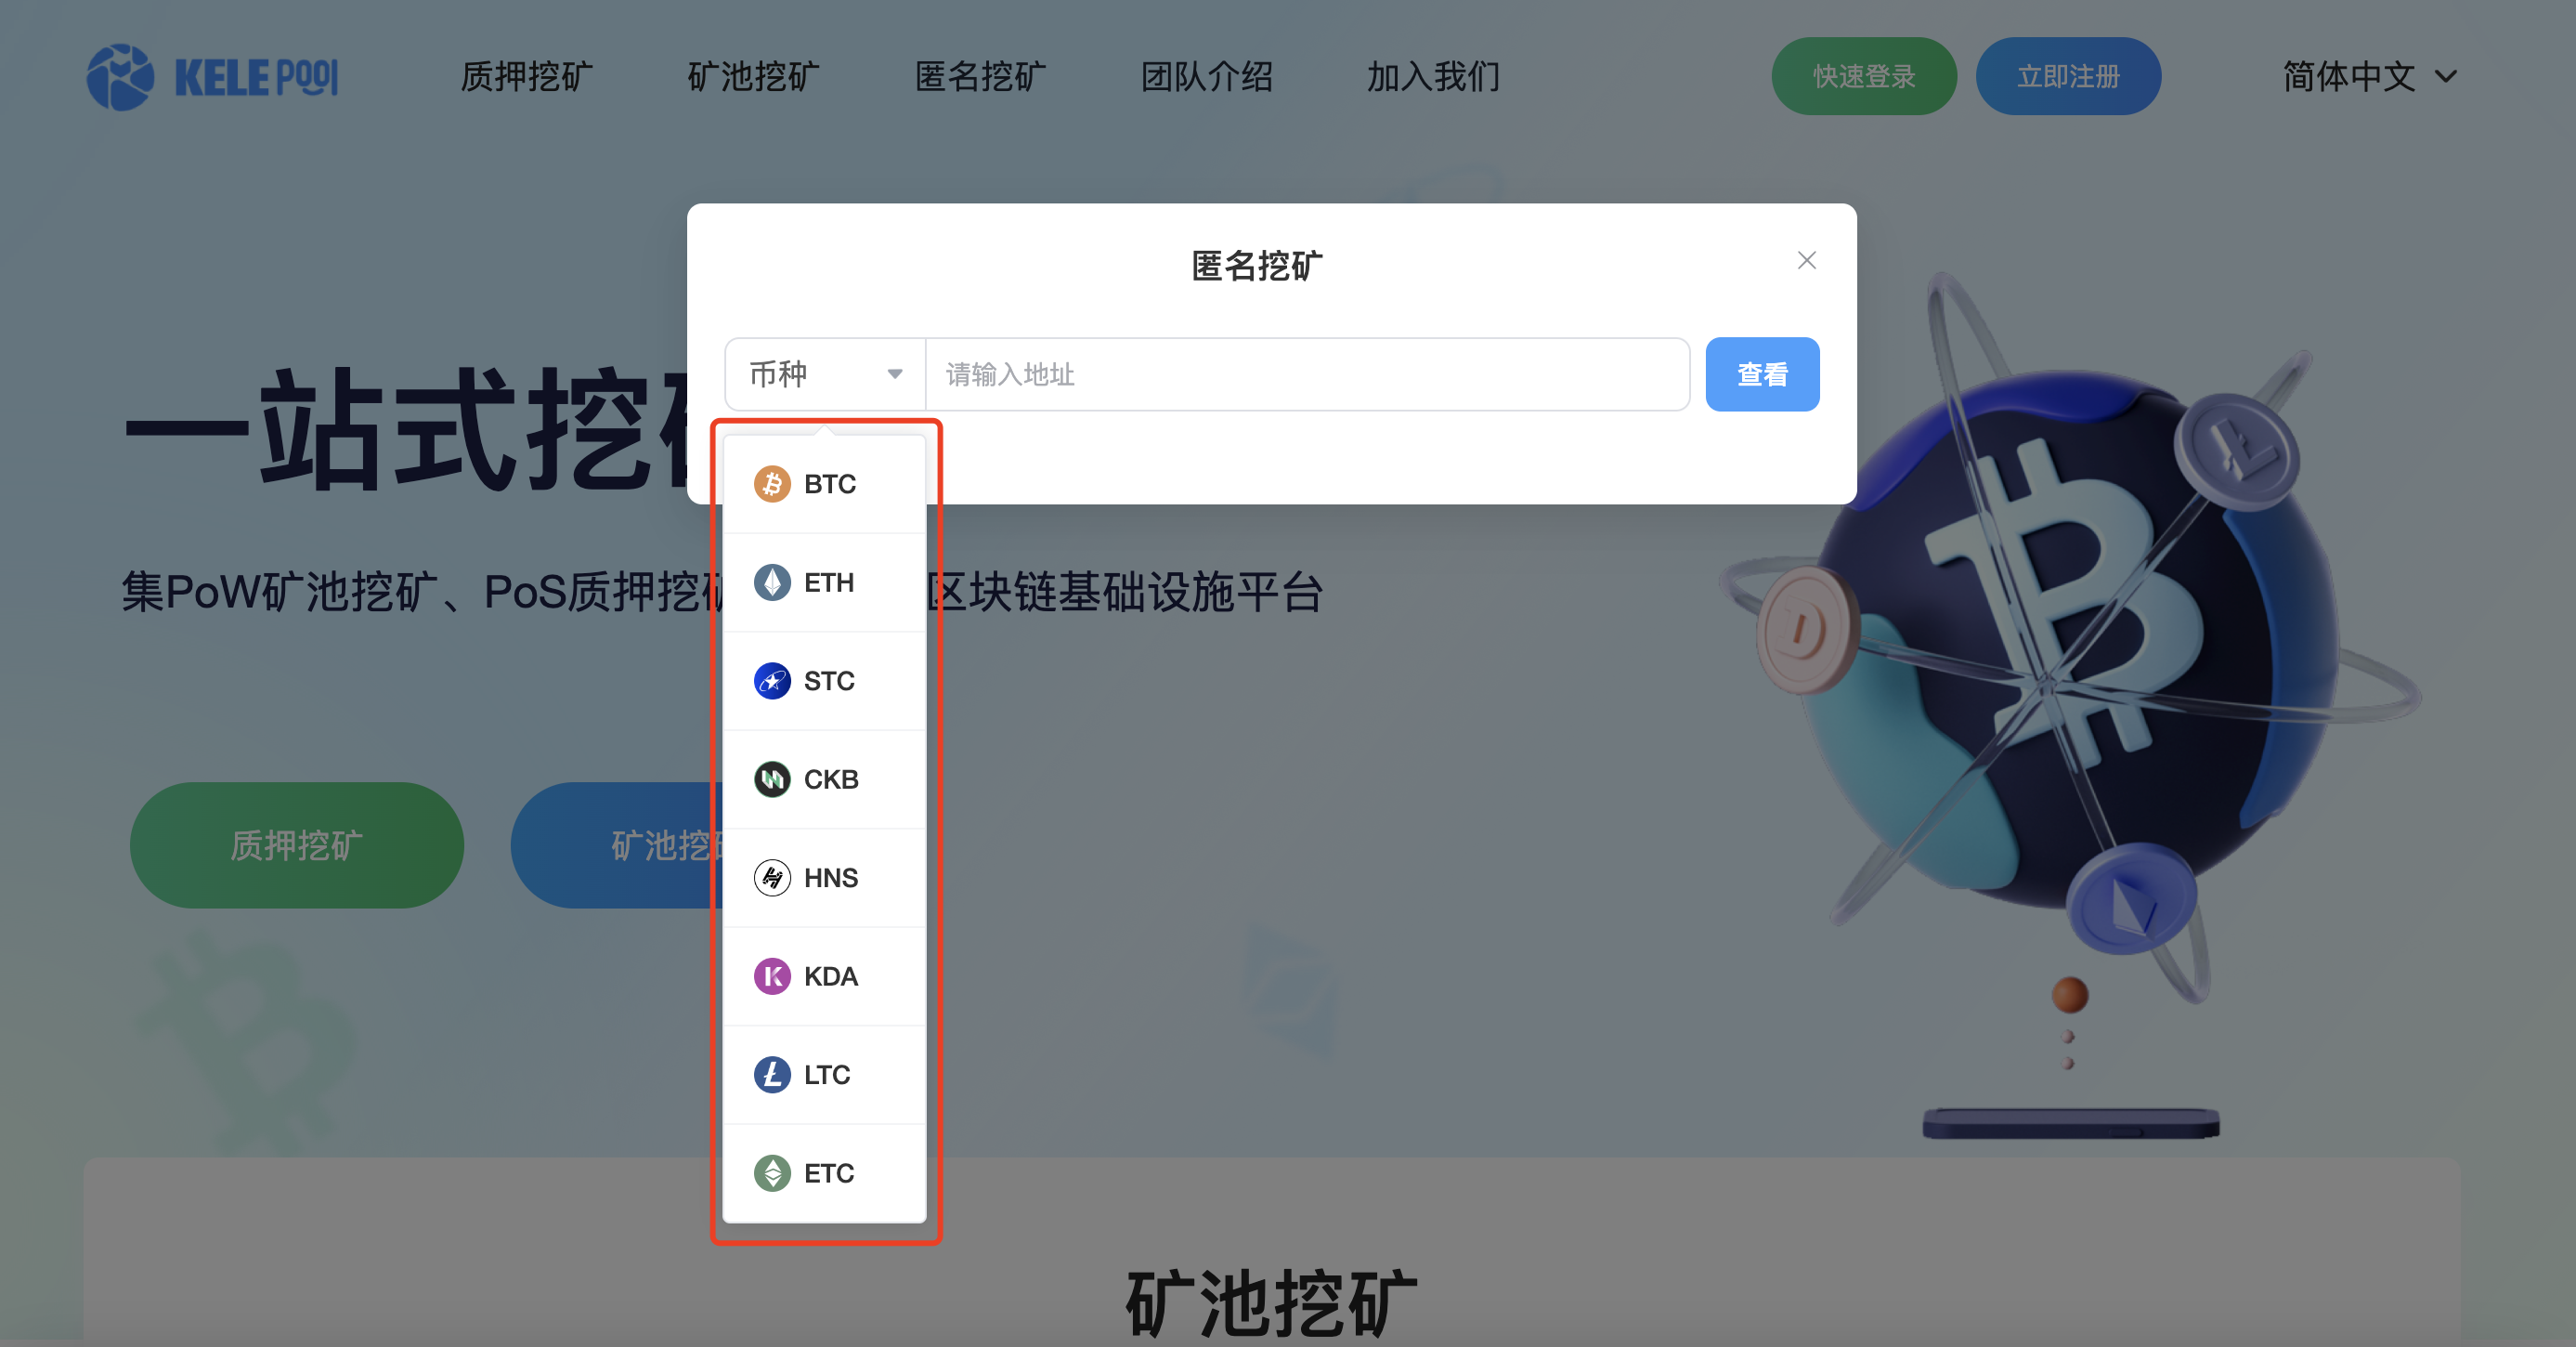 KELE POOL 质押挖矿 矿池挖矿 匿名挖矿 团队介绍 加入我们 快速登录 立即注册 简体中文
匿名挖矿
币种 请输入地址 查看
一站式挖
BTC
集PoW矿池挖矿、PoS质押挖 区块链基础设施平台
ETH
STC
CKB
质押挖矿 矿池挖
HNS
KDA
LTC
ETC
矿池挖矿